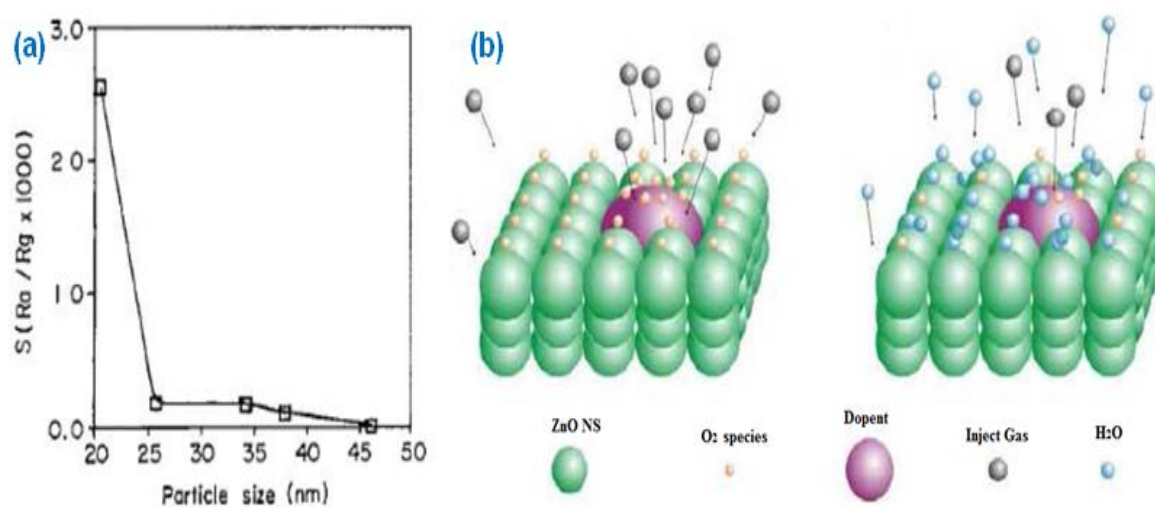 (a)
S(Ra / Rg x 1000)
3.0
2.0
1.0
0.0
20 25 30 35 40 45 50
Particle size (nm)
(b)
ZnO NS
O2 species
Dopent
Inject Gas
H2O